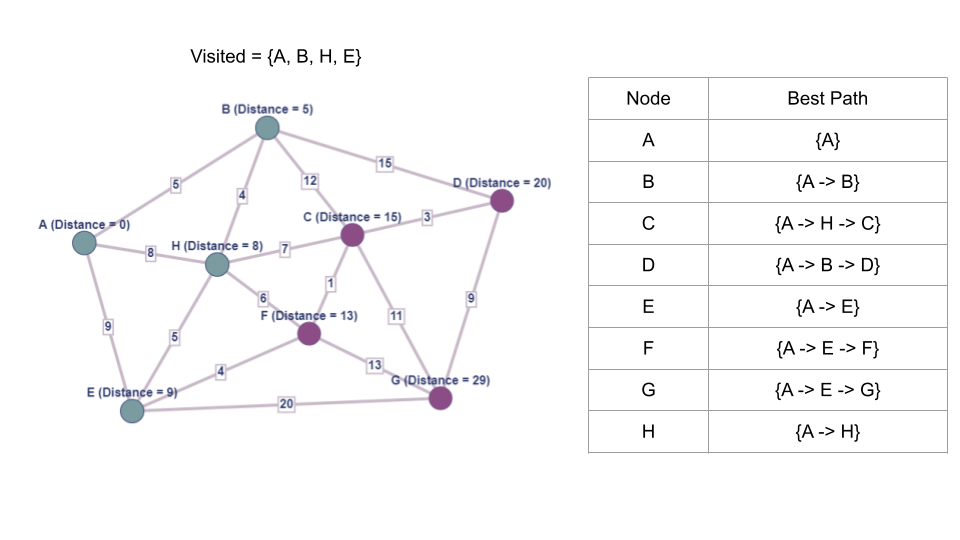 Visited = {A, B, H, E}
B (Distance = 5)
15
5
12
4
D (Distance = 20)
A (Distance = 0)
C (Distance = 15)
3
H (Distance = 8)
8
7
6
1
9
F (Distance = 13)
11
9
5
4
13
G (Distance = 29)
E (Distance = 9)
20
Node Best Path
A {A}
B {A -> B}
C {A -> H -> C}
D {A -> B -> D}
E {A -> E}
F {A -> E -> F}
G {A -> E -> G}
H {A -> H}